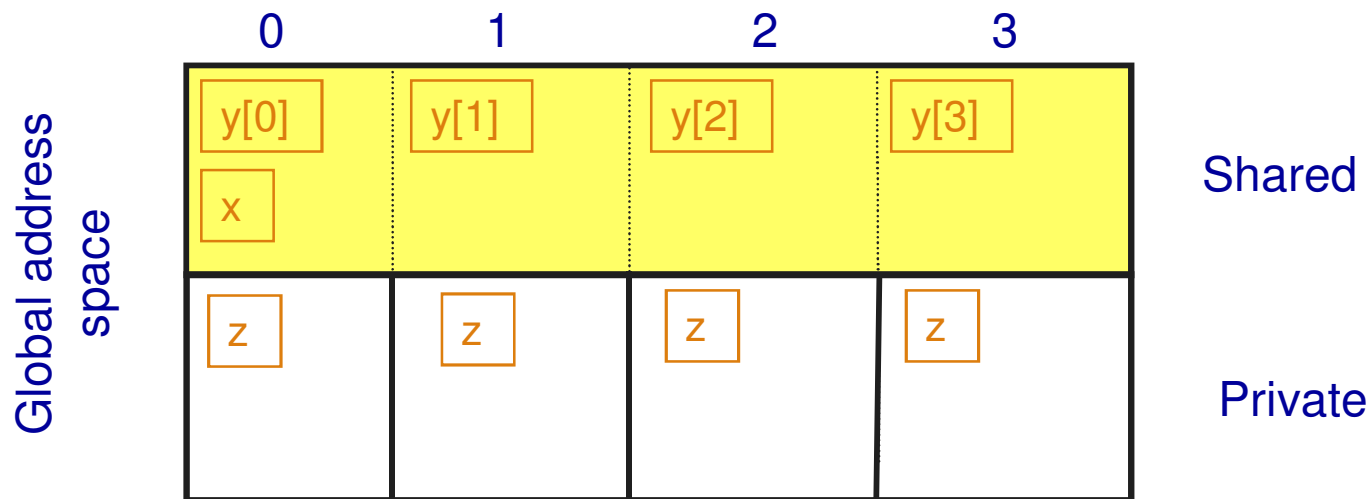 0 1 2 3
y[0] y[1] y[2] y[3]
x
Shared
z z z z
Private
Global address
space